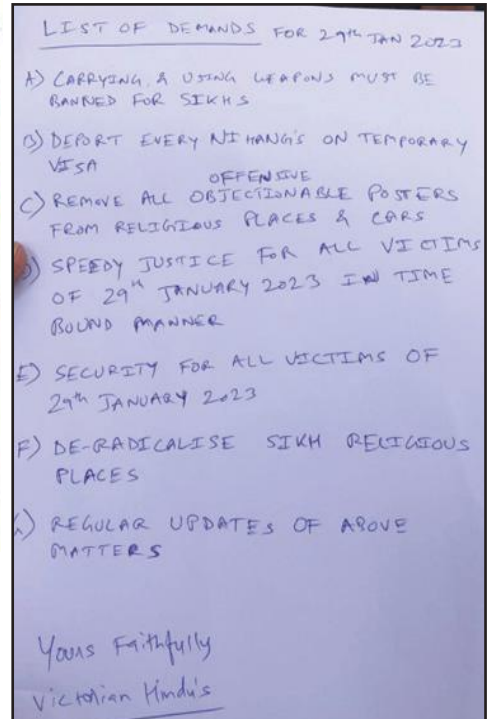 LIST OF DEMANDS FOR 29th JAN 2023
A) CARRYING & USING WEAPONS MUST BE
BANNED FOR SIKHS
B) DEPORT EVERY NIHANG'S ON TEMPORARY
VISA
OFFENSIVE
C) REMOVE ALL OBJECTIONABLE POSTERS
FROM RELIGIOUS PLACES & CARS
D) SPEEDY JUSTICE FOR ALL VICTIMS
OF 29th JANUARY 2023 IN TIME
BOUND MANNER
E) SECURITY FOR ALL VICTIMS OF
29th JANUARY 2023
F) DE-RADICALISE SIKH RELIGIOUS
PLACES
G) REGULAR UPDATES OF ABOVE
MATTERS
Yours Faithfully
Victorian Hindu's